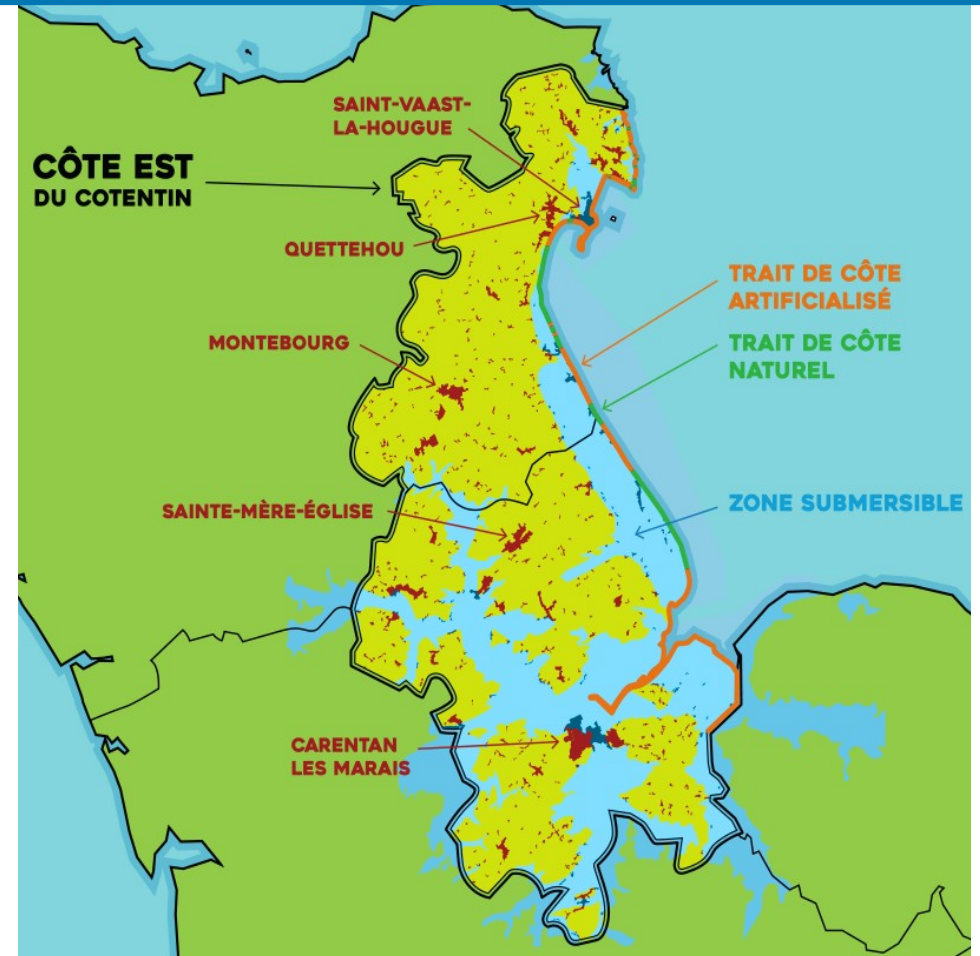 SAINT-VAAST-
LA-HOUGUE
CÔTE EST
DU COTENTIN
QUETTEHOU
TRAIT DE CÔTE
ARTIFICIALISÉ
MONTEBOURG
TRAIT DE CÔTE
NATUREL
SAINTE-MÈRE-ÉGLISE
ZONE SUBMERSIBLE
CARENTAN
LES MARAIS